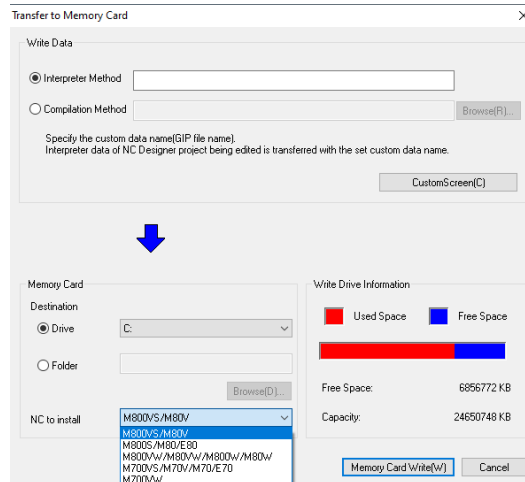 Transfer to Memory Card
Write Data
Interpreter Method
Compilation Method
Browse(R)...
Specify the custom data name(GIP file name).
Interpreter data of NC Designer project being edited is transferred with the set custom data name.
CustomScreen(C)
Memory Card
Destination
Drive
C:
Folder
Browse(D)...
NC to install
M800VS/M80V
M800VS/M80V
M800S/M80/E80
M800VW/M80VW/M800W/M80W
M700VS/M70V/M70/E70
M700VW
Write Drive Information
Used Space
Free Space
Free Space:
6856772 KB
Capacity:
24650748 KB
Memory Card Write(W)
Cancel